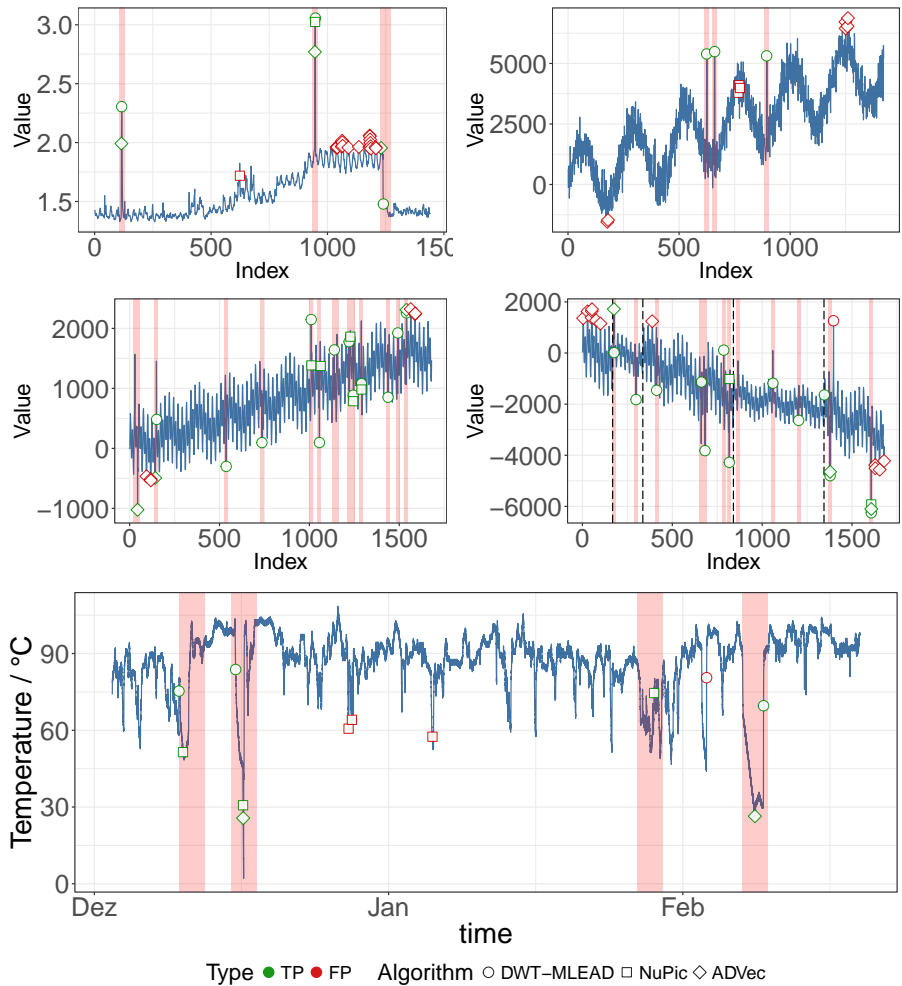 3.0
2.5
2.0
1.5
Value
0
500
1000
150
Index
5000
2500
0
Value
0
500
1000
Index
2000
1000
0
−1000
Value
0
500
1000
1500
Index
2000
0
−2000
−4000
−6000
Value
0
500
1000
1500
Index
90
60
30
0
Temperature / °C
Dez
Jan
Feb
time
Type TP FP Algorithm DWT−MLEAD NuPic ADVec